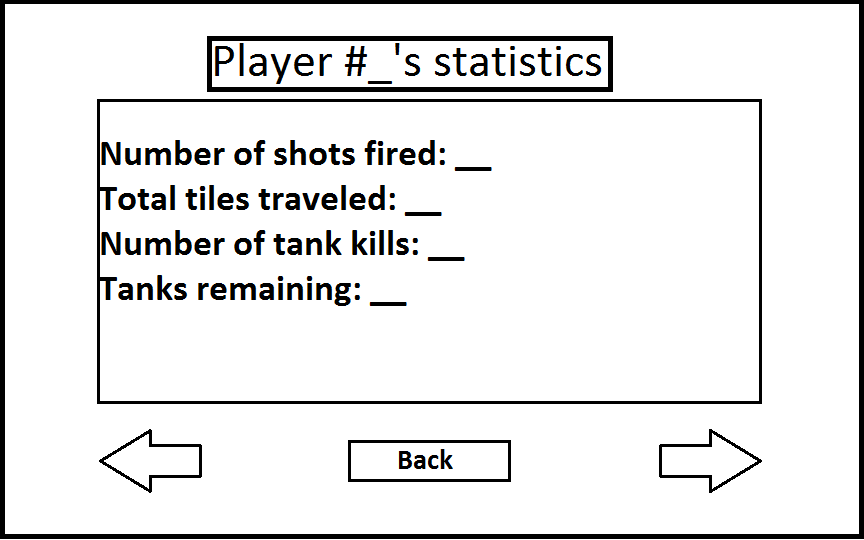 Player #_'s statistics
Number of shots fired: __
Total tiles traveled: __
Number of tank kills: __
Tanks remaining: __
Back